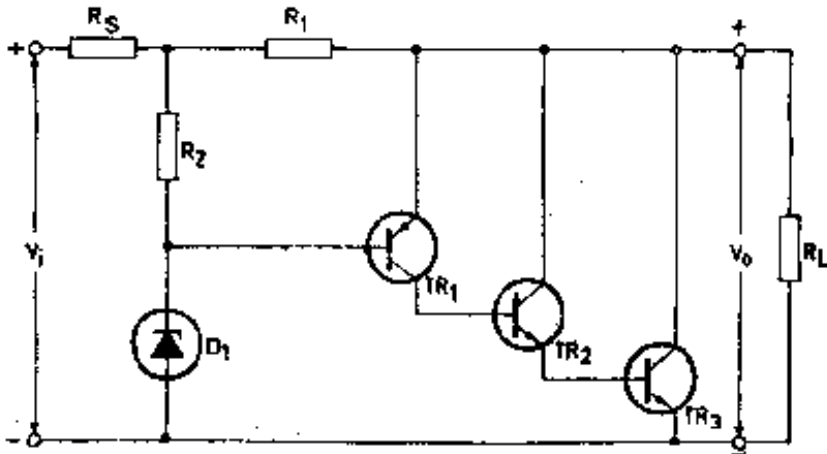 RS R1
+ +
R2
Vi Vo RL
TR1
D1 TR2
TR3
- -